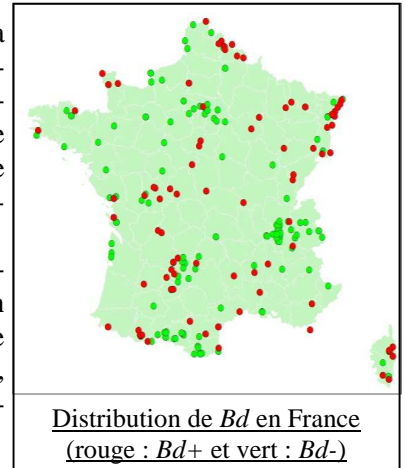 a
-
-
e
e
-
-
n
e
,
-
Distribution de Bd en France
(rouge : Bd+ et vert : Bd-)